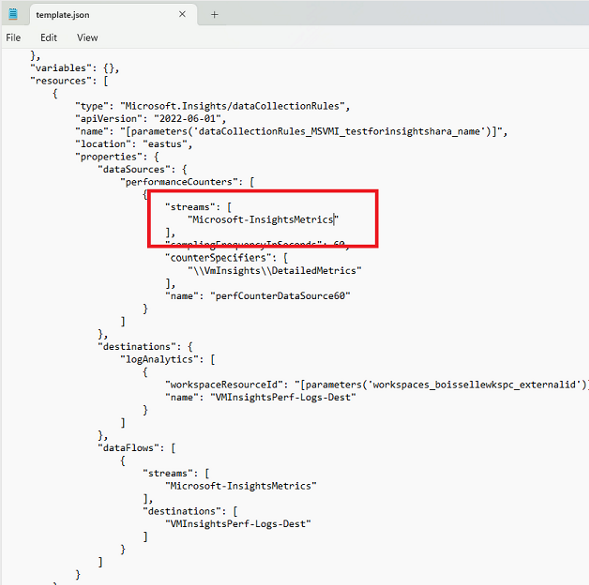 template.json
File Edit View
},
"variables": {},
"resources": [
{
"type": "Microsoft.Insights/dataCollectionRules",
"apiVersion": "2022-06-01",
"name": "[parameters('dataCollectionRules_MSVMI_testforinsightshara_name')]",
"location": "eastus",
"properties": {
"dataSources": {
"performanceCounters": [
{
"streams": [
"Microsoft-InsightsMetrics"
],
"samplingFrequencyInSeconds": 60,
"counterSpecifiers": [
"\\VmInsights\\DetailedMetrics"
],
"name": "perfCounterDataSource60"
}
]
},
"destinations": {
"logAnalytics": [
{
"workspaceResourceId": "[parameters('workspaces_boissellewkspc_externalid')]
"name": "VMInsightsPerf-Logs-Dest"
}
]
},
"dataFlows": [
{
"streams": [
"Microsoft-InsightsMetrics"
],
"destinations": [
"VMInsightsPerf-Logs-Dest"
]
}
]
}